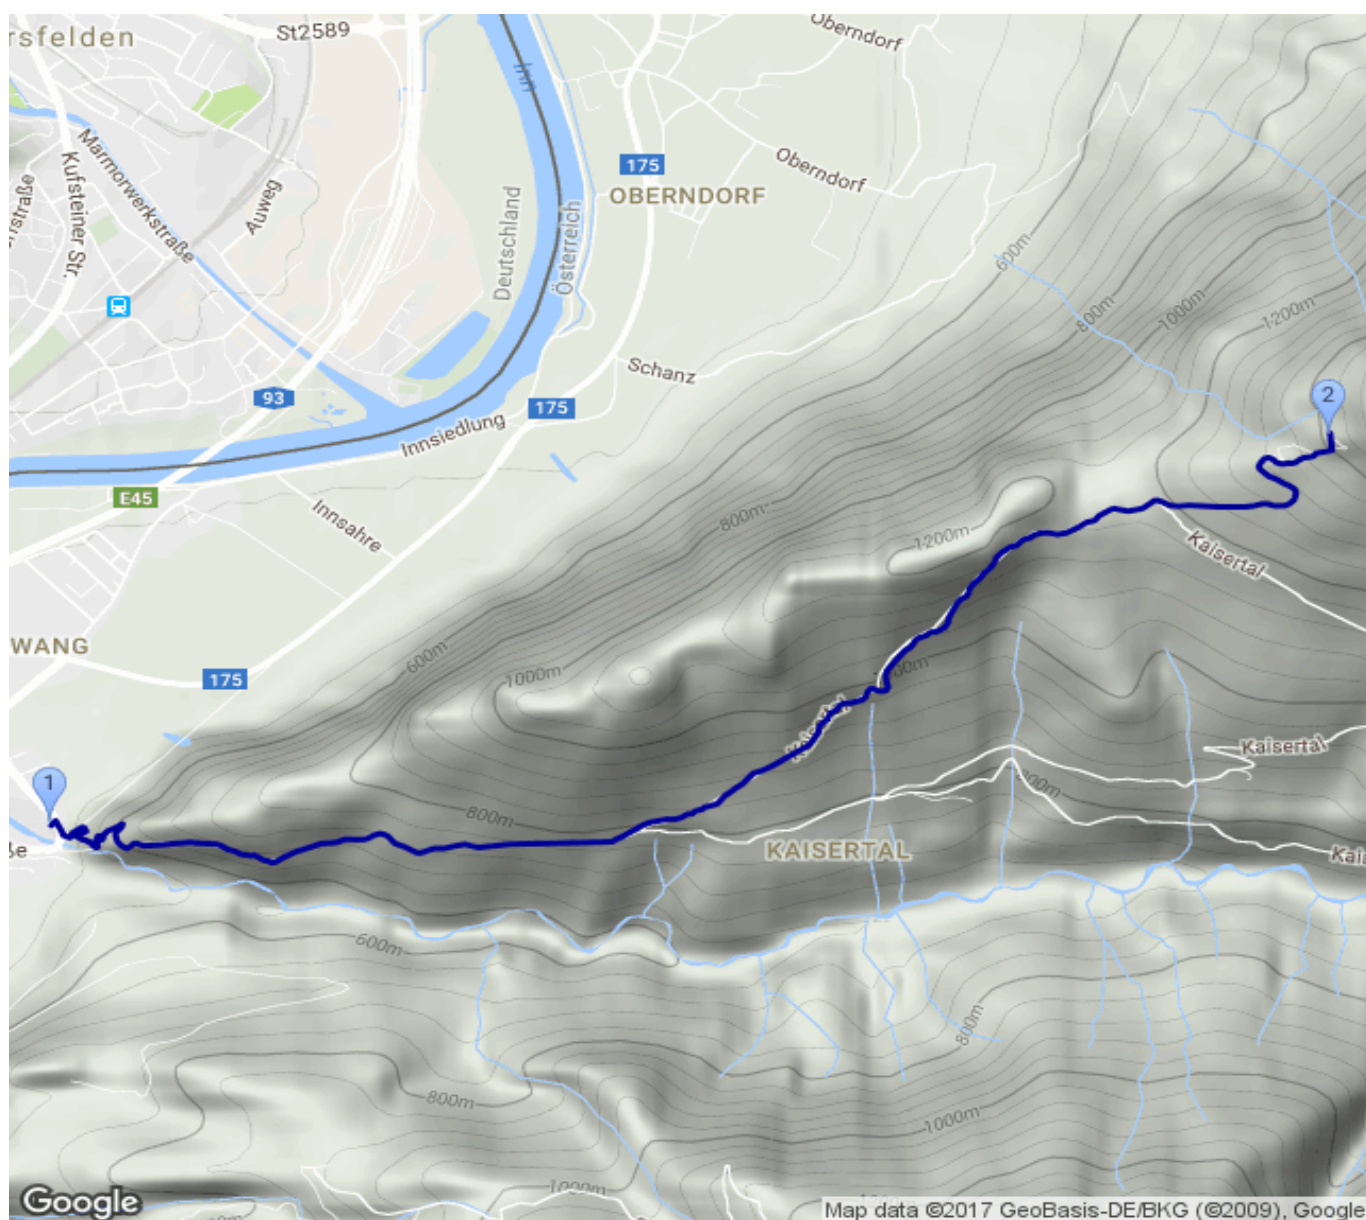 rsfelden
St2589
Oberndorf
Inn
Marmorwerkstraße
Kufsteiner Str.
Auweg
175
OBERNDORF
Oberndorf
Deutschland
Österreich
600m
800m
1000m
1200m
Schanz
93
175
Innsiedlung
2
E45
Innsahre
800m
1200m
Kaisertal
WANG
175
600m
1000m
Kaisertal
Kaisertal
1
800m
KAISERTAL
600m
800m
800m
1000m
1000m
Google
Map data ©2017 GeoBasis-DE/BKG (©2009), Google